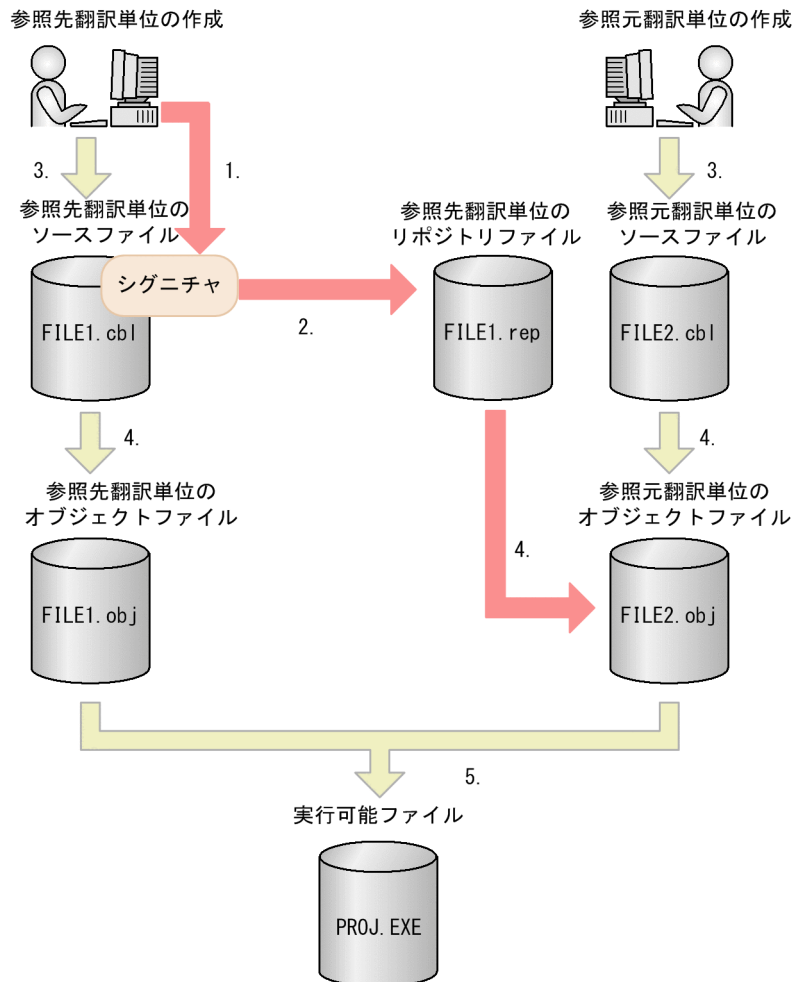 参照先翻訳単位の作成
参照元翻訳単位の作成
3.
1.
3.
参照先翻訳単位の
ソースファイル
参照先翻訳単位の
リポジトリファイル
参照元翻訳単位の
ソースファイル
シグニチャ
2.
FILE1.cbl
FILE1.rep
FILE2.cbl
4.
4.
参照先翻訳単位の
オブジェクトファイル
参照元翻訳単位の
オブジェクトファイル
4.
FILE1.obj
FILE2.obj
5.
実行可能ファイル
PROJ.EXE